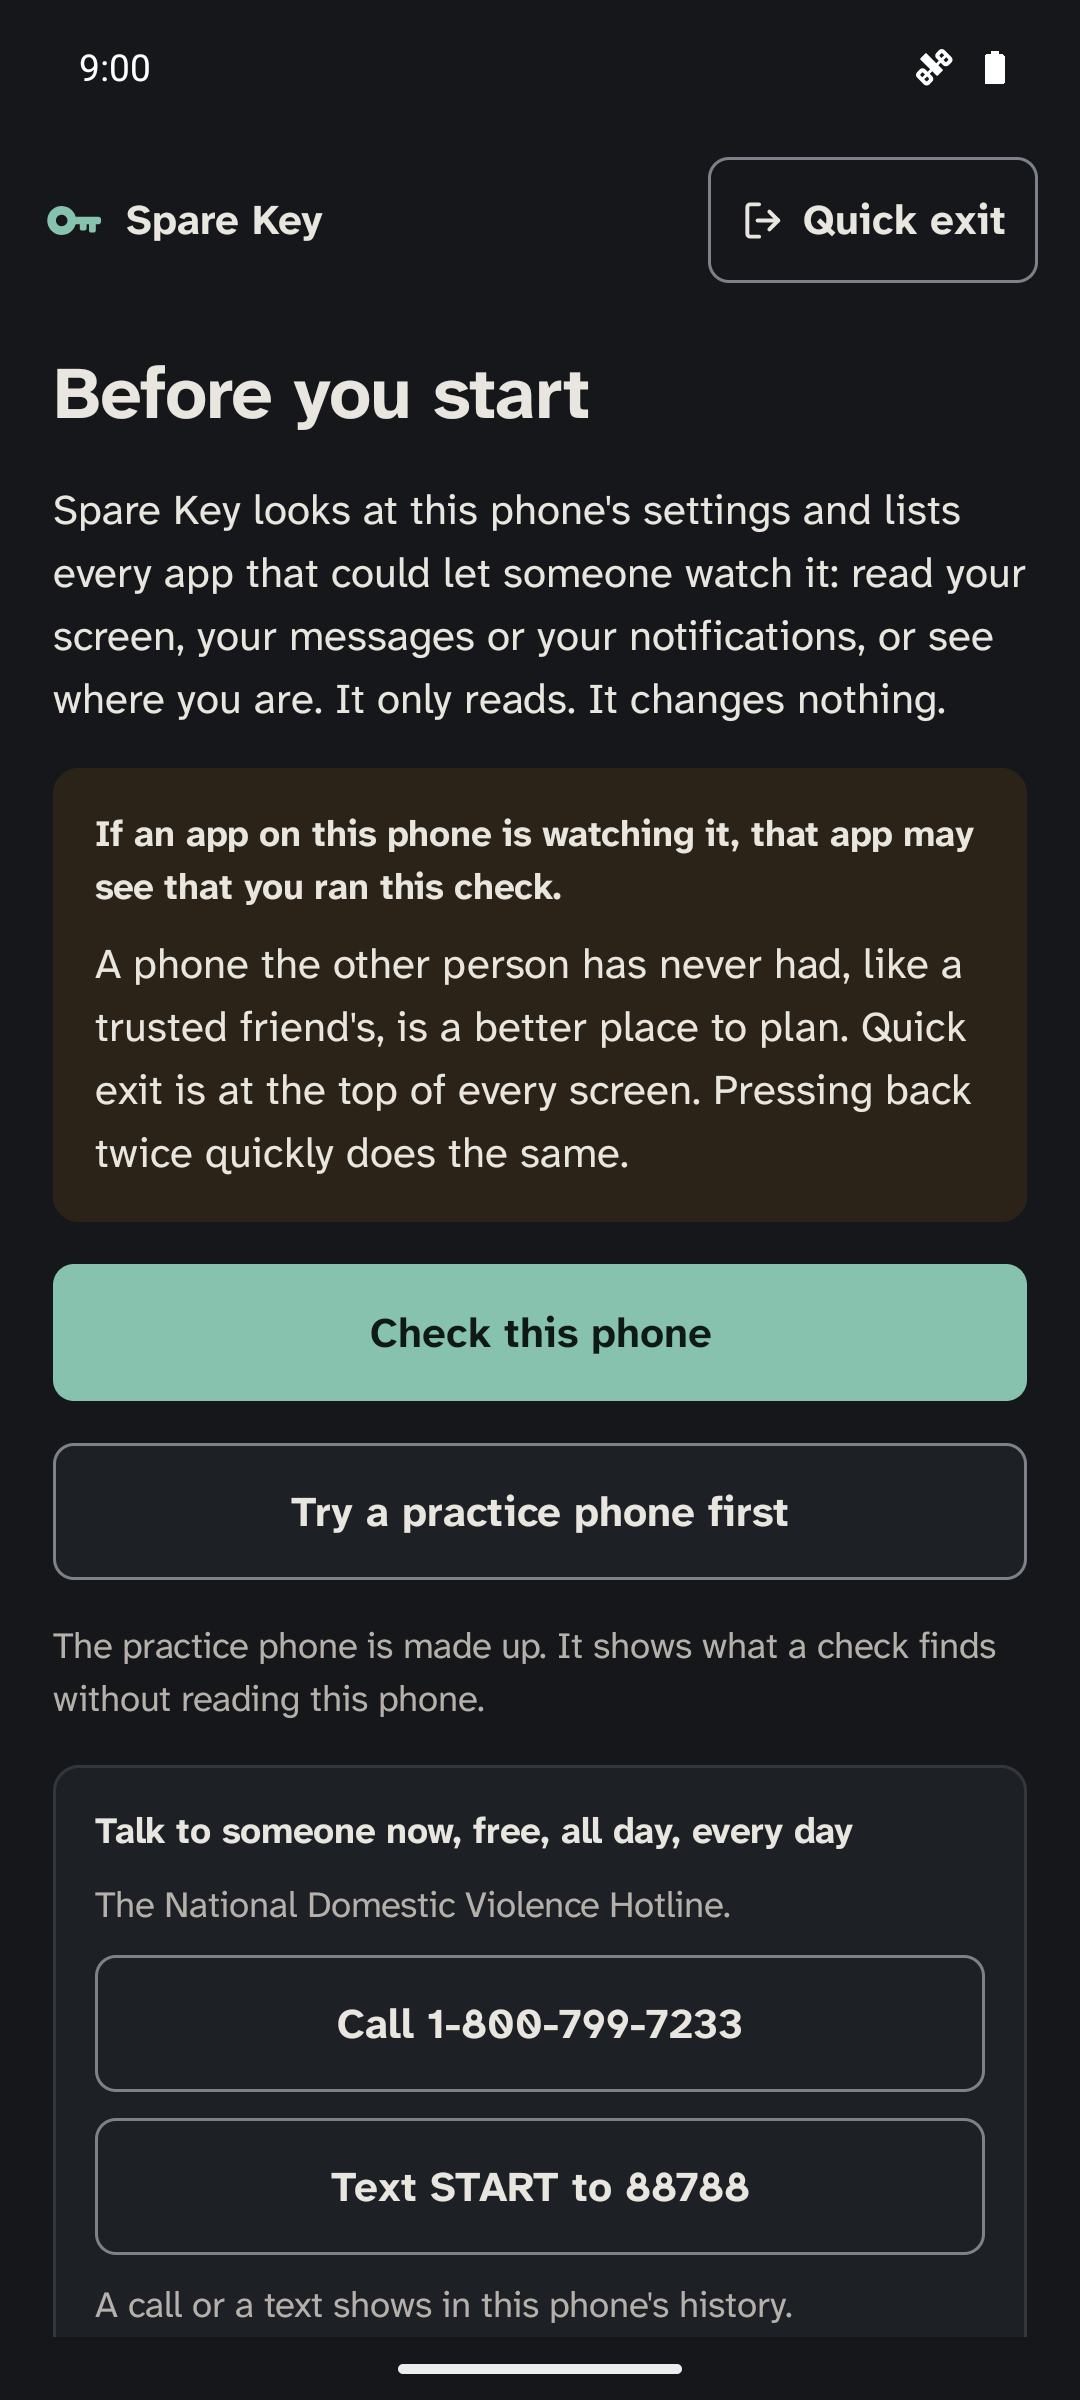 9:00
Spare Key
Quick exit
Before you start
Spare Key looks at this phone's settings and lists
every app that could let someone watch it: read your
screen, your messages or your notifications, or see
where you are. It only reads. It changes nothing.
If an app on this phone is watching it, that app may
see that you ran this check.
A phone the other person has never had, like a
trusted friend's, is a better place to plan. Quick
exit is at the top of every screen. Pressing back
twice quickly does the same.
Check this phone
Try a practice phone first
The practice phone is made up. It shows what a check finds
without reading this phone.
Talk to someone now, free, all day, every day
The National Domestic Violence Hotline.
Call 1-800-799-7233
Text START to 88788
A call or a text shows in this phone's history.